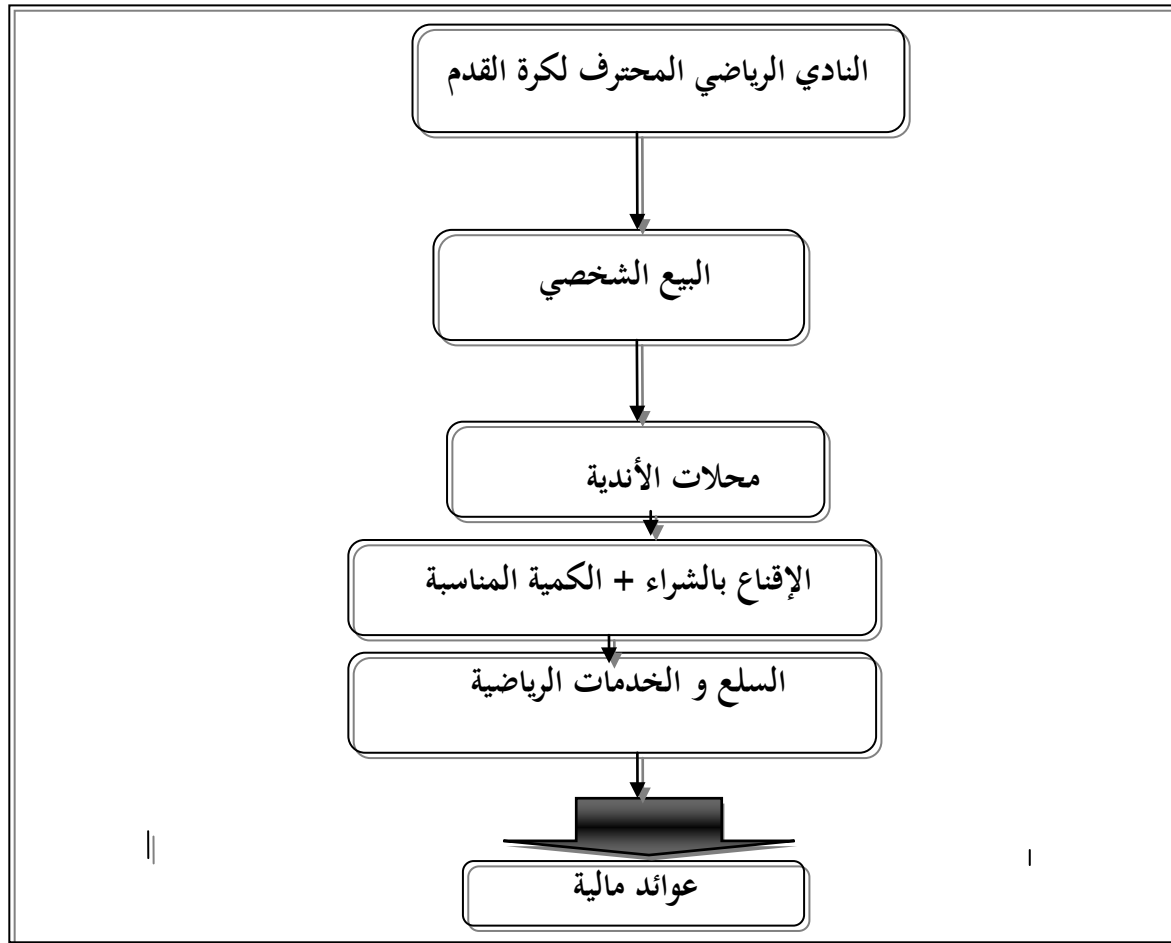 النادي الرياضي المحترف لكرة القدم
البيع الشخصي
محلات الأندية
الإقناع بالشراء + الكمية المناسبة
السلع و الخدمات الرياضية
عوائد مالية